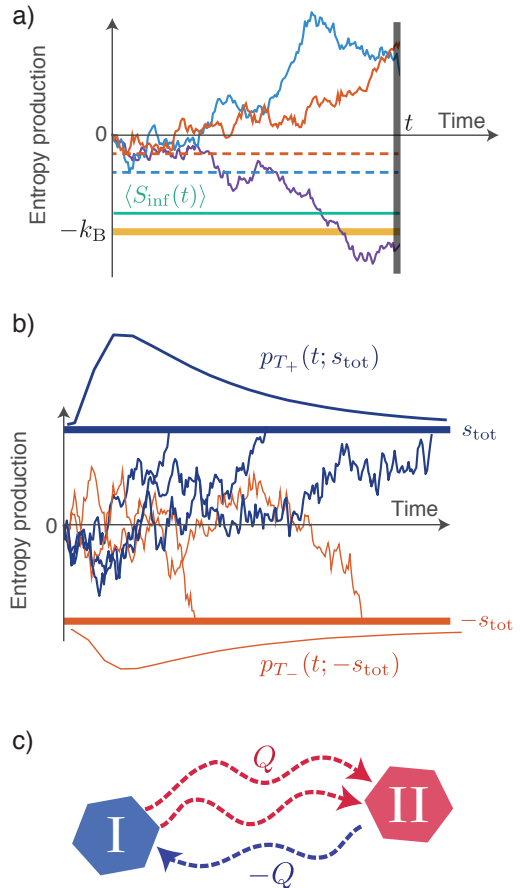 a)
Entropy production
0
t
Time
⟨S_inf(t)⟩
−k_B
b)
p_{T_+}(t; s_tot)
s_tot
Entropy production
Time
0
−s_tot
p_{T_−}(t; −s_tot)
c)
Q
I
II
−Q